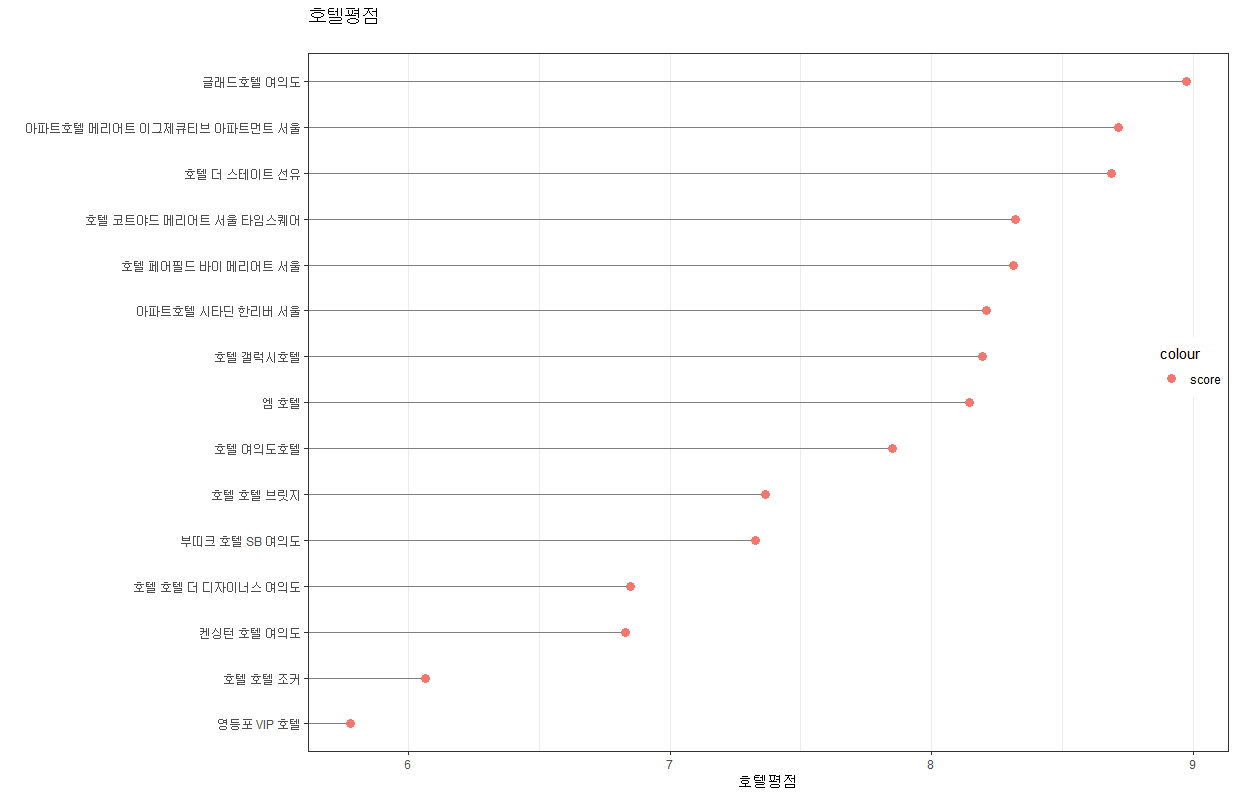 호텔평점
글래드호텔 여의도
아파트호텔 메리어트 이그제큐티브 아파트먼트 서울
호텔 더 스테이트 선유
호텔 코트야드 메리어트 서울 타임스퀘어
호텔 페어필드 바이 메리어트 서울
아파트호텔 시타딘 한리버 서울
호텔 갤럭시호텔
엠 호텔
호텔 여의도호텔
호텔 호텔 브릿지
부띠크 호텔 SB 여의도
호텔 호텔 더 디자이너스 여의도
켄싱턴 호텔 여의도
호텔 호텔 조커
영등포 VIP 호텔
6 7 8 9
호텔평점
colour
score